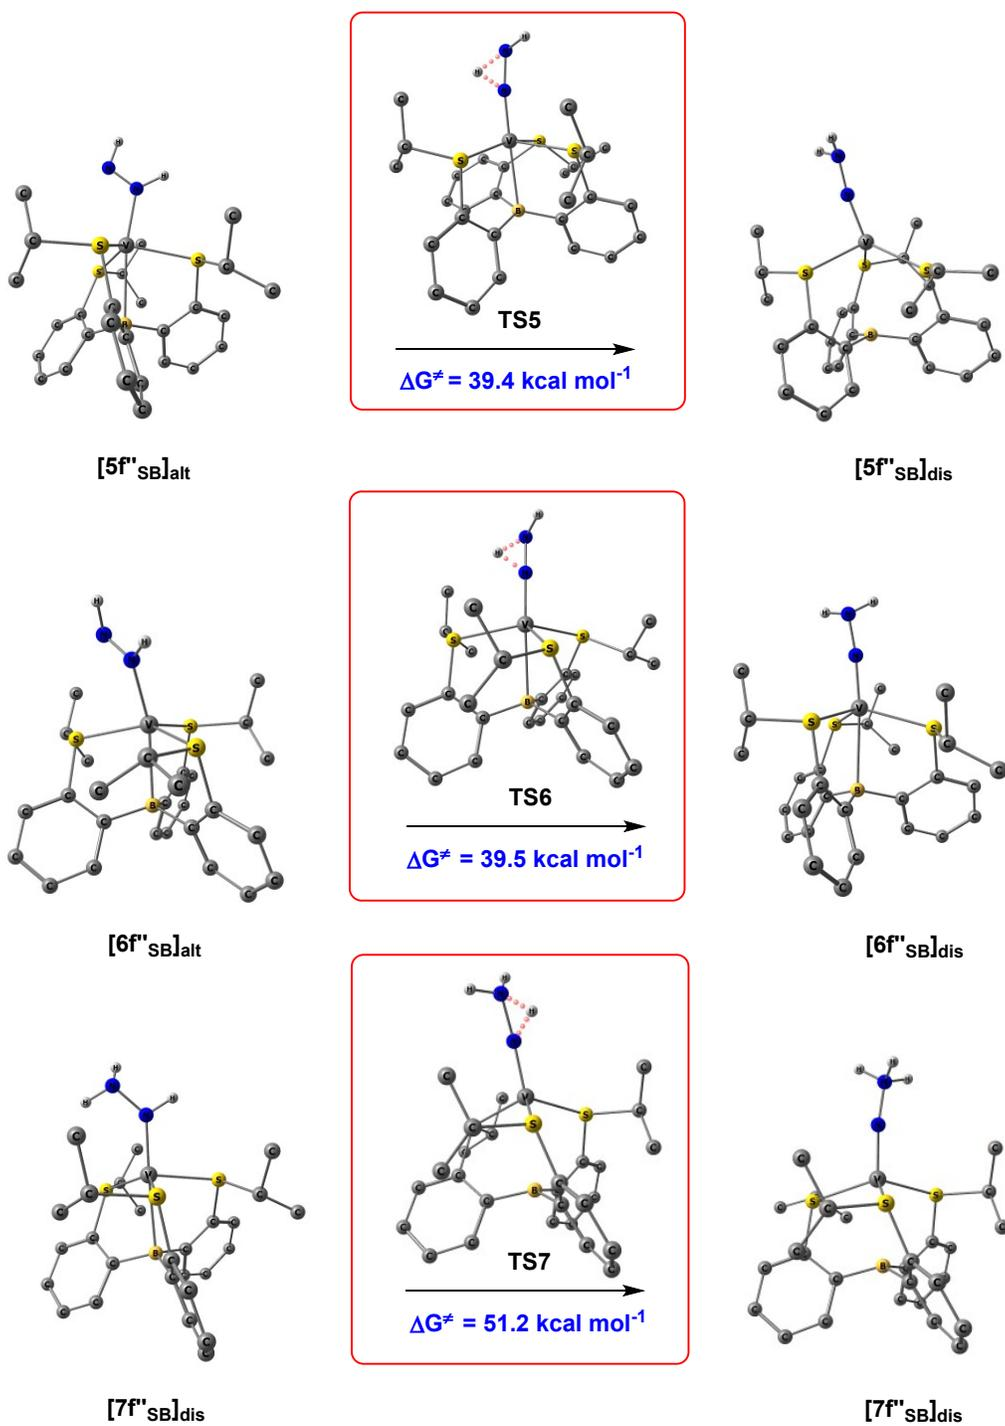 TS5
ΔG≠ = 39.4 kcal mol-1
[5f"SB]alt
[5f"SB]dis
TS6
ΔG≠ = 39.5 kcal mol-1
[6f"SB]alt
[6f"SB]dis
TS7
ΔG≠ = 51.2 kcal mol-1
[7f"SB]dis
[7f"SB]dis